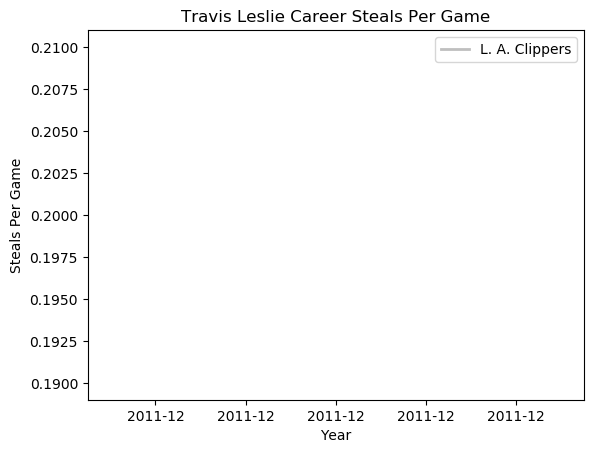 Travis Leslie Career Steals Per Game
L. A. Clippers
0.2100
0.2075
0.2050
0.2025
0.2000
0.1975
0.1950
0.1925
0.1900
Steals Per Game
2011-12 2011-12 2011-12 2011-12 2011-12
Year